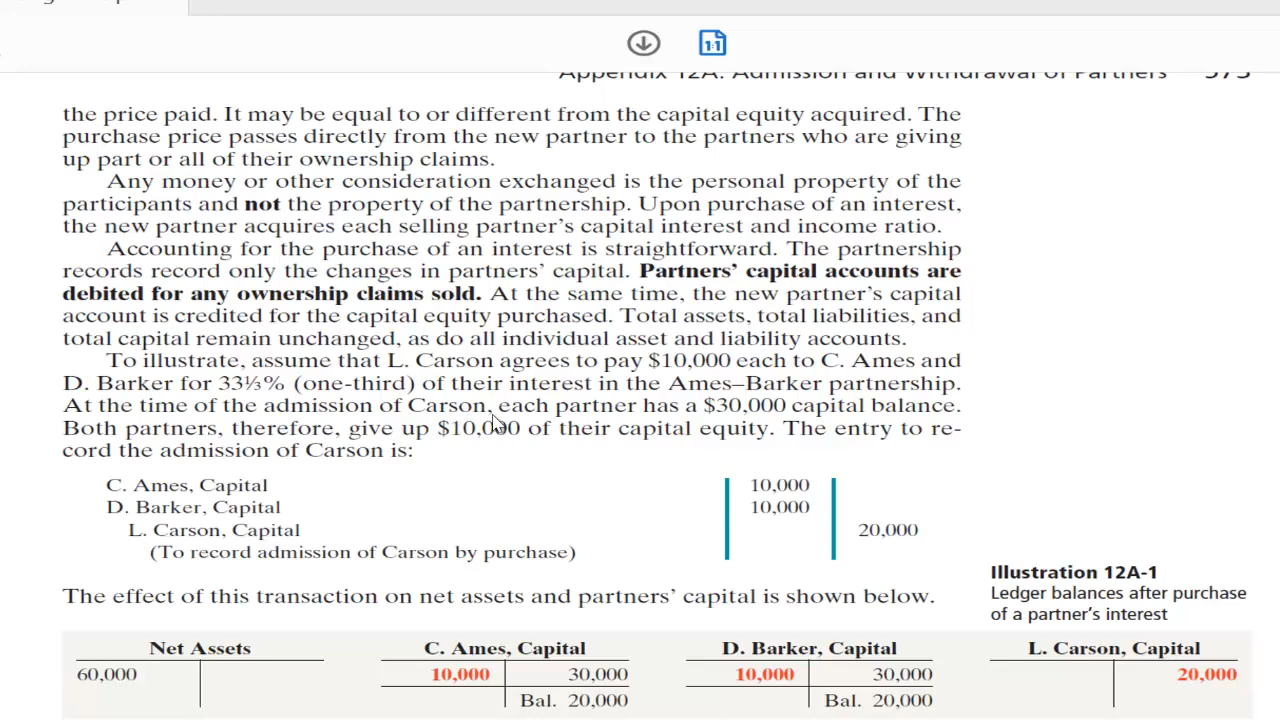 Appendix 12A: Admission and Withdrawal of Partners 573
the price paid. It may be equal to or different from the capital equity acquired. The
purchase price passes directly from the new partner to the partners who are giving
up part or all of their ownership claims.
Any money or other consideration exchanged is the personal property of the
participants and not the property of the partnership. Upon purchase of an interest,
the new partner acquires each selling partner's capital interest and income ratio.
Accounting for the purchase of an interest is straightforward. The partnership
records record only the changes in partners' capital. Partners' capital accounts are
debited for any ownership claims sold. At the same time, the new partner's capital
account is credited for the capital equity purchased. Total assets, total liabilities, and
total capital remain unchanged, as do all individual asset and liability accounts.
To illustrate, assume that L. Carson agrees to pay $10,000 each to C. Ames and
D. Barker for 33⅓% (one-third) of their interest in the Ames–Barker partnership.
At the time of the admission of Carson, each partner has a $30,000 capital balance.
Both partners, therefore, give up $10,000 of their capital equity. The entry to re-
cord the admission of Carson is:
C. Ames, Capital 10,000
D. Barker, Capital 10,000
L. Carson, Capital 20,000
(To record admission of Carson by purchase)
The effect of this transaction on net assets and partners' capital is shown below.
Illustration 12A-1
Ledger balances after purchase
of a partner's interest
Net Assets C. Ames, Capital D. Barker, Capital L. Carson, Capital
60,000 10,000 30,000 10,000 30,000 20,000
Bal. 20,000 Bal. 20,000